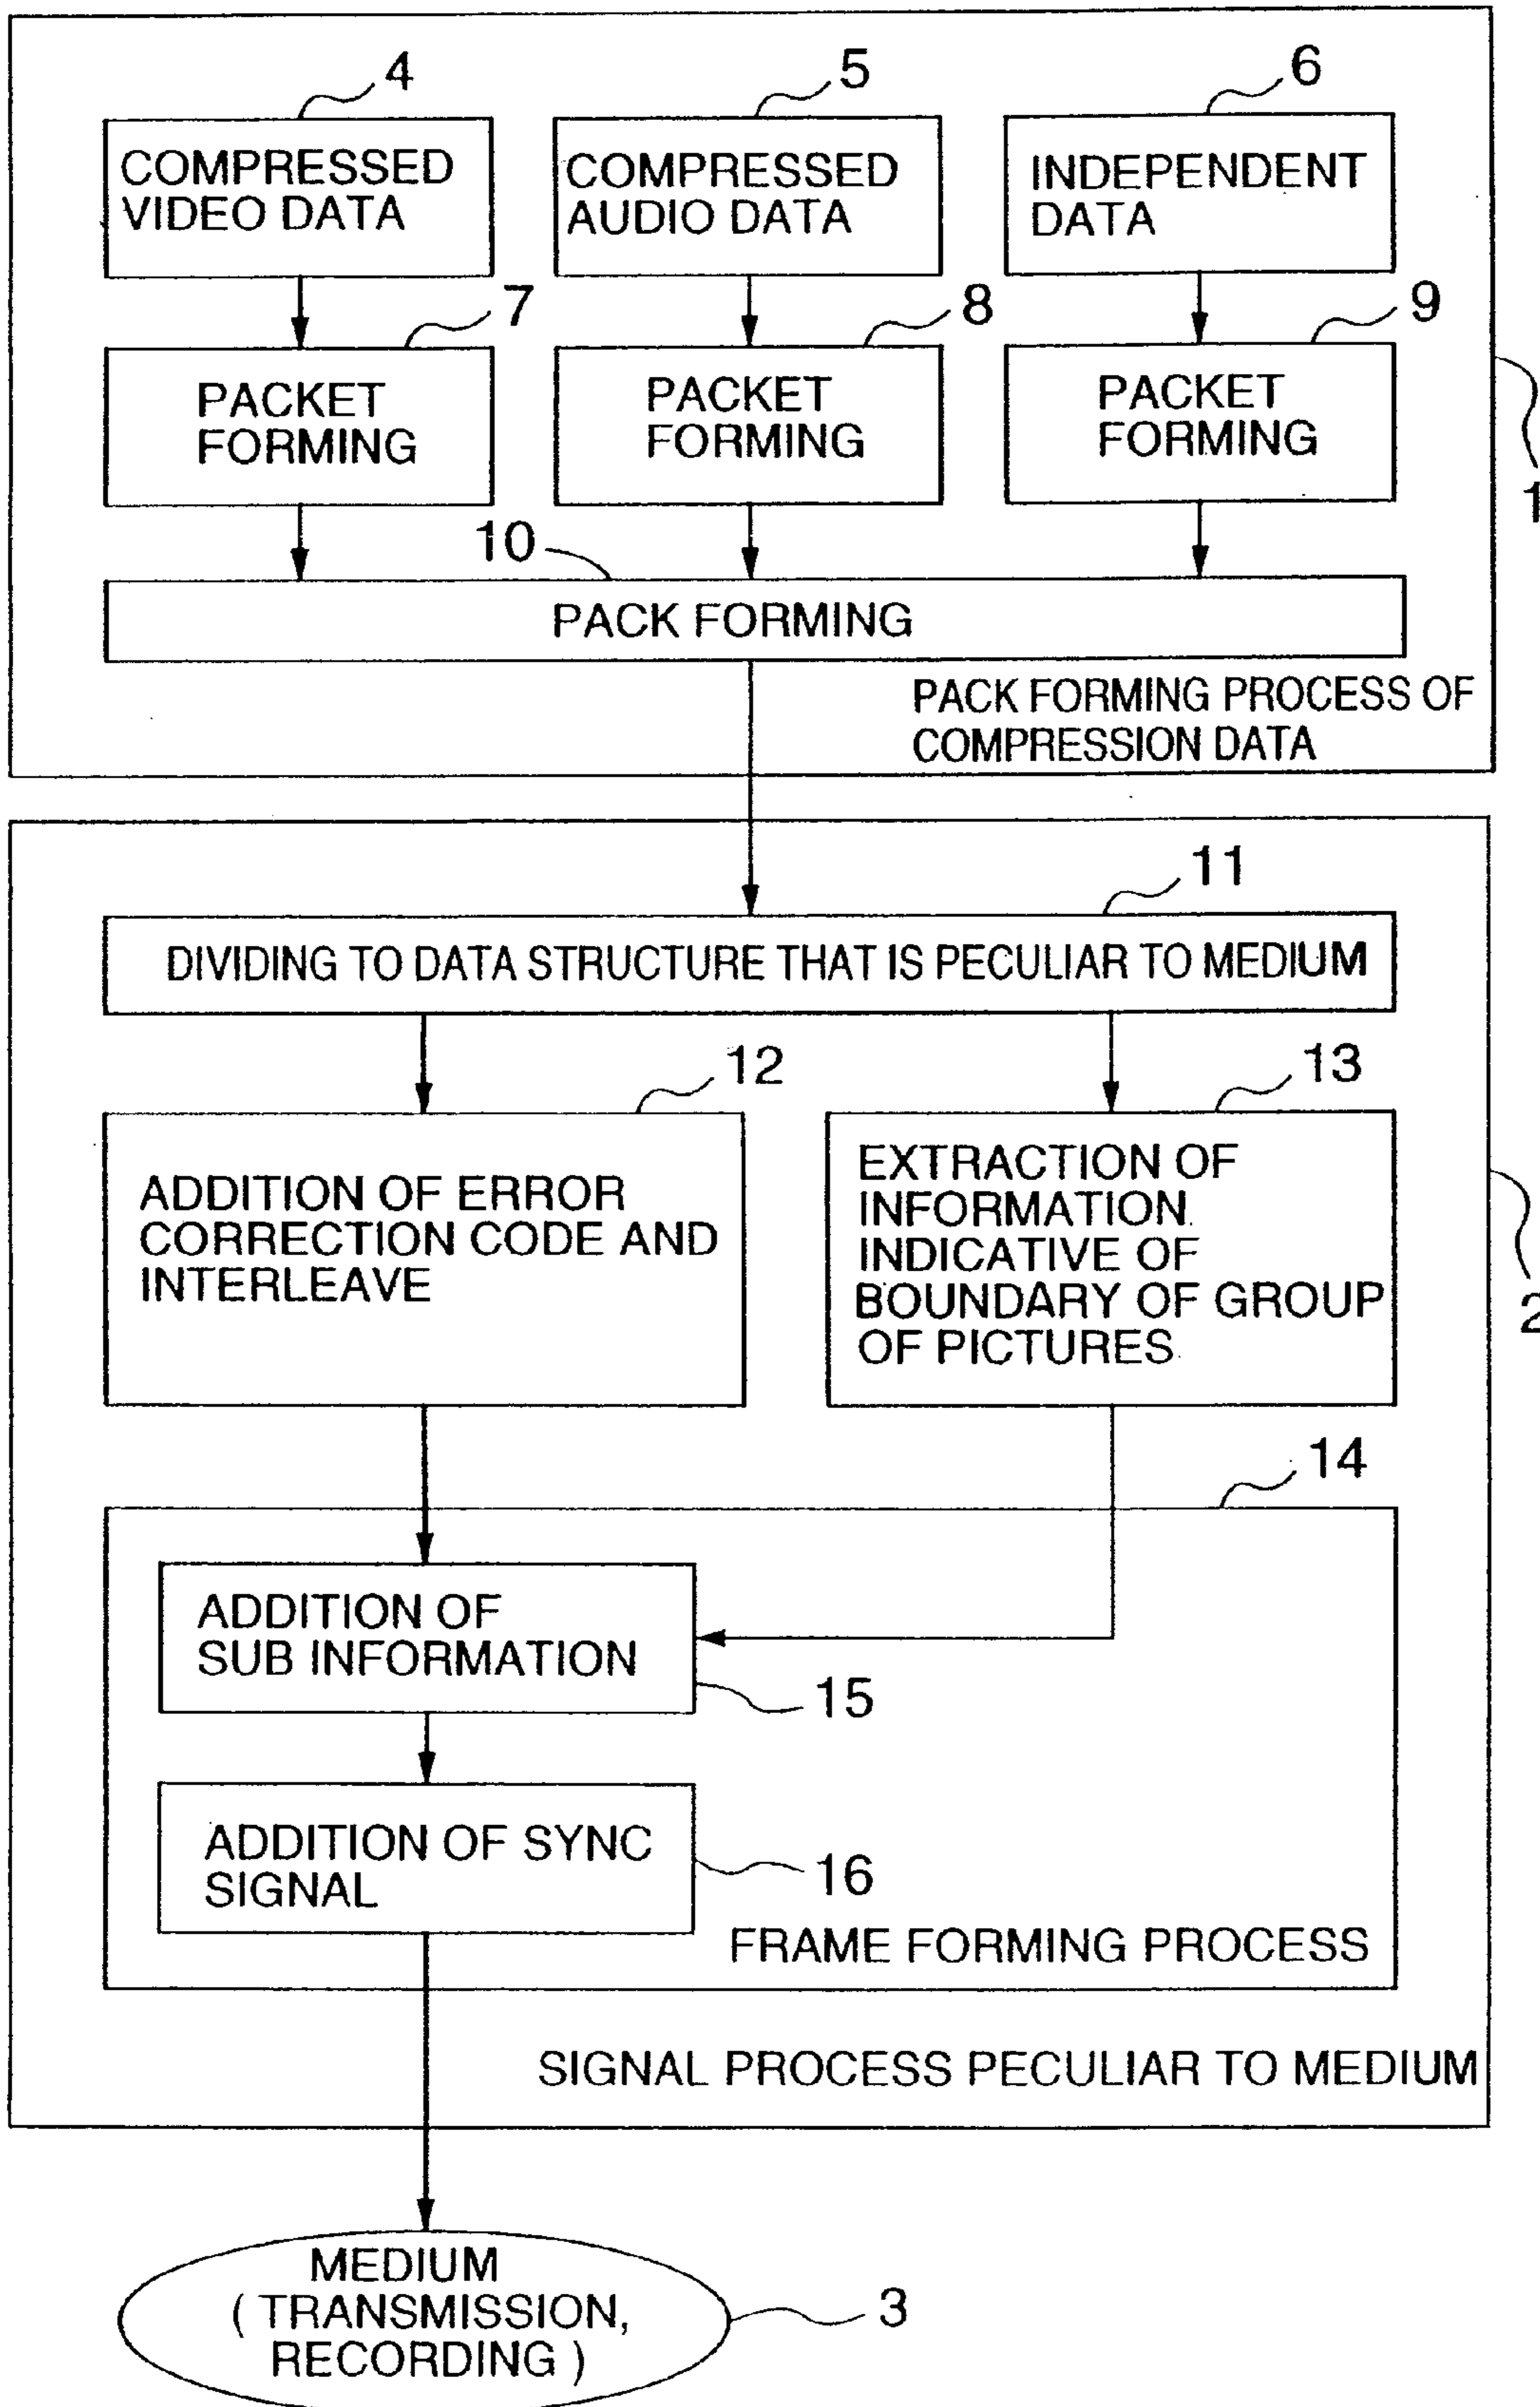 4
5
6
COMPRESSED
VIDEO DATA
COMPRESSED
AUDIO DATA
INDEPENDENT
DATA
7
8
9
PACKET
FORMING
PACKET
FORMING
PACKET
FORMING
1
10
PACK FORMING
PACK FORMING PROCESS OF
COMPRESSION DATA
11
DIVIDING TO DATA STRUCTURE THAT IS PECULIAR TO MEDIUM
12
13
ADDITION OF ERROR
CORRECTION CODE AND
INTERLEAVE
EXTRACTION OF
INFORMATION
INDICATIVE OF
BOUNDARY OF GROUP
OF PICTURES
2
14
ADDITION OF
SUB INFORMATION
15
ADDITION OF SYNC
SIGNAL
16
FRAME FORMING PROCESS
SIGNAL PROCESS PECULIAR TO MEDIUM
MEDIUM
( TRANSMISSION,
RECORDING )
3